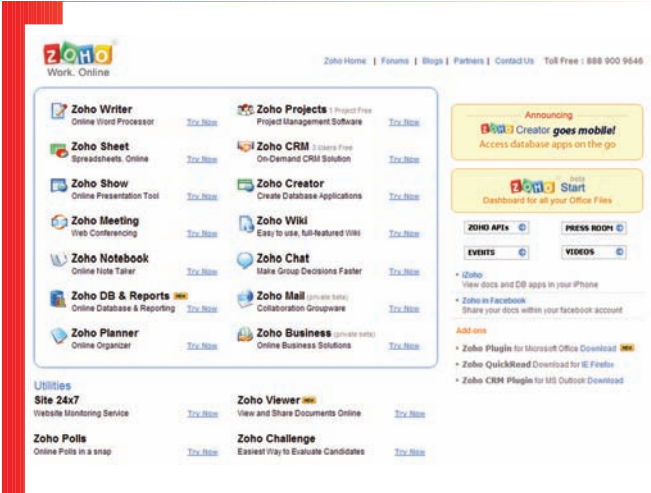 ZOHO
Work. Online
Zoho Home | Forums | Blogs | Partners | Contact Us Toll Free : 888 900 9646
Zoho Writer
Online Word Processor Try Now
Zoho Projects 1 Project Free
Project Management Software Try Now
Zoho Sheet
Spreadsheets. Online Try Now
Zoho CRM 3 Users Free
On-Demand CRM Solution Try Now
Zoho Show
Online Presentation Tool Try Now
Zoho Creator
Create Database Applications Try Now
Zoho Meeting
Web Conferencing Try Now
Zoho Wiki
Easy to use, full-featured Wiki Try Now
Zoho Notebook
Online Note Taker Try Now
Zoho Chat
Make Group Decisions Faster Try Now
Zoho DB & Reports NEW
Online Database & Reporting Try Now
Zoho Mail (private beta)
Collaboration Groupware Try Now
Zoho Planner
Online Organizer Try Now
Zoho Business (private beta)
Online Business Solutions Try Now
Utilities
Site 24x7
Website Monitoring Service Try Now
Zoho Viewer NEW
View and Share Documents Online Try Now
Zoho Polls
Online Polls in a snap Try Now
Zoho Challenge
Easiest Way to Evaluate Candidates Try Now
Announcing
ZOHO Creator goes mobile!
Access database apps on the go
beta
ZOHO Start
Dashboard for all your Office Files
ZOHO APIs
PRESS ROOM
EVENTS
VIDEOS
iZoho
View docs and DB apps in your iPhone
Zoho in Facebook
Share your docs within your facebook account
Add-ons
Zoho Plugin for Microsoft Office Download NEW
Zoho QuickRead Download for IE Firefox
Zoho CRM Plugin for MS Outlook Download